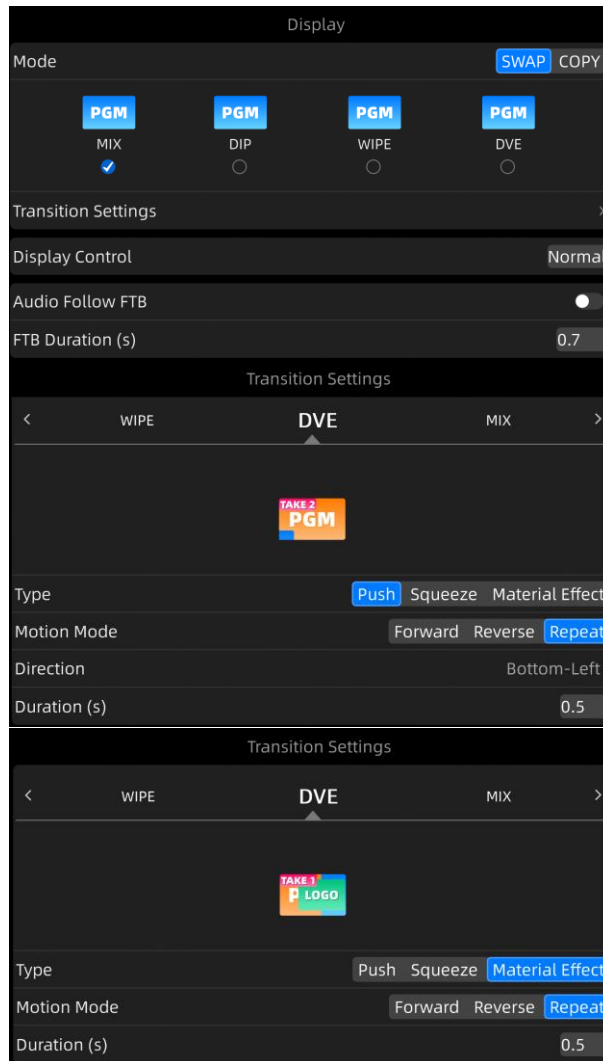 Display
Mode SWAP COPY
PGM PGM PGM PGM
MIX DIP WIPE DVE
Transition Settings
Display Control Normal
Audio Follow FTB
FTB Duration (s) 0.7
Transition Settings
WIPE DVE MIX
TAKE 2
PGM
Type Push Squeeze Material Effect
Motion Mode Forward Reverse Repeat
Direction Bottom-Left
Duration (s) 0.5
Transition Settings
WIPE DVE MIX
TAKE 1
P LOGO
Type Push Squeeze Material Effect
Motion Mode Forward Reverse Repeat
Duration (s) 0.5